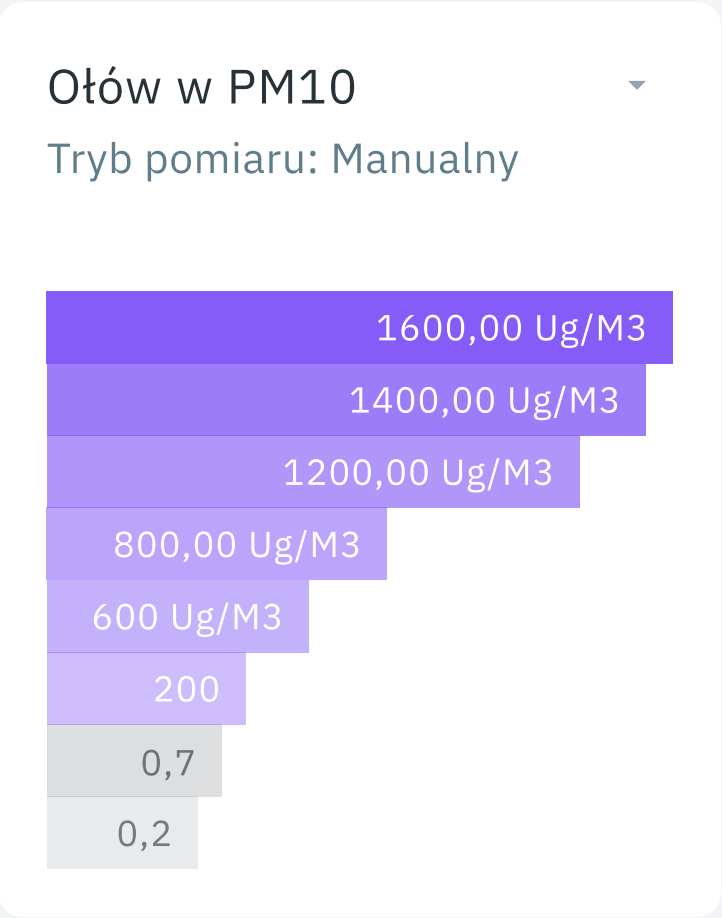 Ołów w PM10
Tryb pomiaru: Manualny
1600,00 Ug/M3
1400,00 Ug/M3
1200,00 Ug/M3
800,00 Ug/M3
600 Ug/M3
200
0,7
0,2